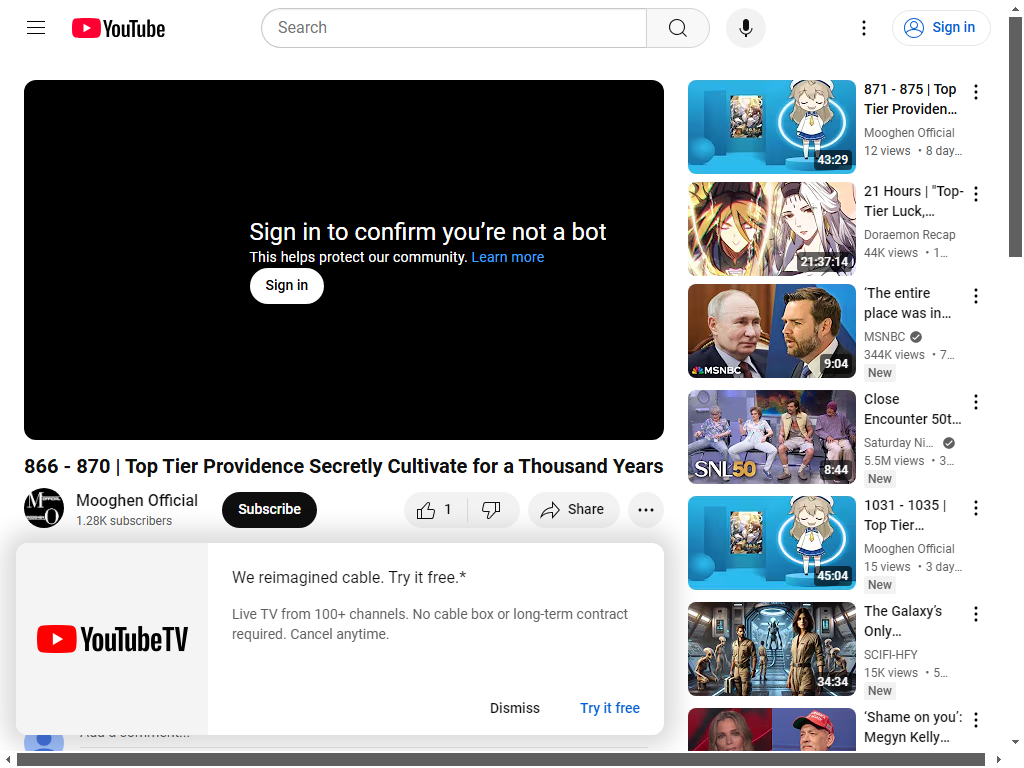 YouTube
Search
Sign in
Sign in to confirm you’re not a bot
This helps protect our community. Learn more
Sign in
866 - 870 | Top Tier Providence Secretly Cultivate for a Thousand Years
Mooghen Official
1.28K subscribers
Subscribe
1
Share
We reimagined cable. Try it free.*
Live TV from 100+ channels. No cable box or long-term contract
required. Cancel anytime.
YouTubeTV
Dismiss
Try it free
Add a comment...
43:29
871 - 875 | Top
Tier Providen...
Mooghen Official
12 views • 8 day...
21:37:14
21 Hours | "Top-
Tier Luck,...
Doraemon Recap
44K views • 1...
MSNBC
9:04
‘The entire
place was in...
MSNBC
344K views • 7...
New
SNL50
8:44
Close
Encounter 50t...
Saturday Ni...
5.5M views • 3...
New
45:04
1031 - 1035 |
Top Tier...
Mooghen Official
15 views • 3 day...
New
34:34
The Galaxy’s
Only...
SCIFI-HFY
15K views • 5...
New
‘Shame on you’:
Megyn Kelly...